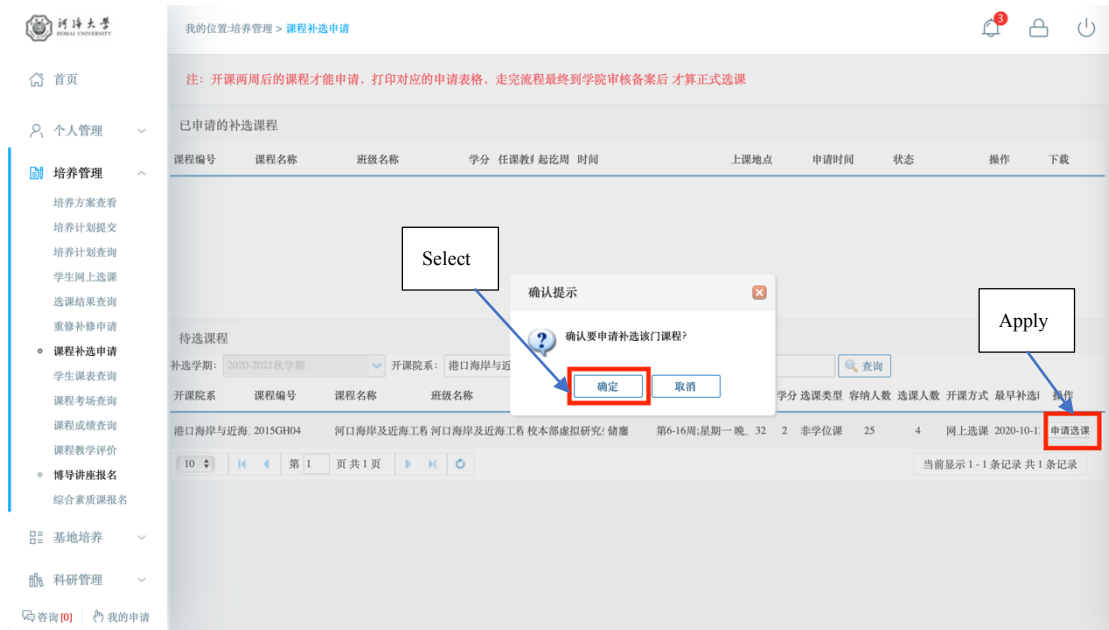 河海大学
HOHAI UNIVERSITY
我的位置:培养管理 > 课程补选申请
3
首页
个人管理
培养管理
培养方案查看
培养计划提交
培养计划查询
学生网上选课
选课结果查询
重修补修申请
课程补选申请
学生课表查询
课程考场查询
课程成绩查询
课程教学评价
博导讲座报名
综合素质课报名
基地培养
科研管理
咨询[0] 我的申请
注：开课两周后的课程才能申请，打印对应的申请表格，走完流程最终到学院审核备案后 才算正式选课
已申请的补选课程
课程编号 课程名称 班级名称 学分 任课教 起讫周 时间 上课地点 申请时间 状态 操作 下载
Select
Apply
确认提示
确认要申请补选该门课程?
确定 取消
待选课程
补选学期: 2020-2021秋学期 开课院系: 港口海岸与近 查询
开课院系 课程编号 课程名称 班级名称 学分 选课类型 容纳人数 选课人数 开课方式 最早补选 操作
港口海岸与近海 2015GH04 河口海岸及近海工程 河口海岸及近海工程 校本部虚拟研究 储鏖 第6-16周;星期一 晚_ 32 2 非学位课 25 4 网上选课 2020-10-1 申请选课
10 第 1 页 共 1 页 当前显示 1 - 1 条记录 共 1 条记录